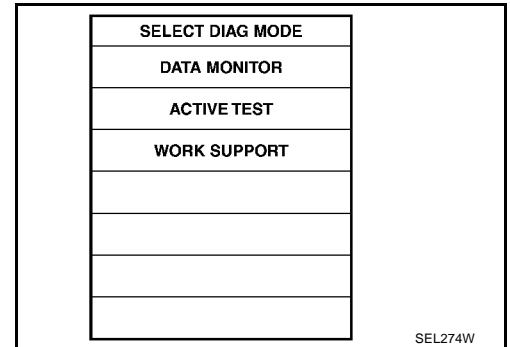 SELECT DIAG MODE
DATA MONITOR
ACTIVE TEST
WORK SUPPORT
SEL274W